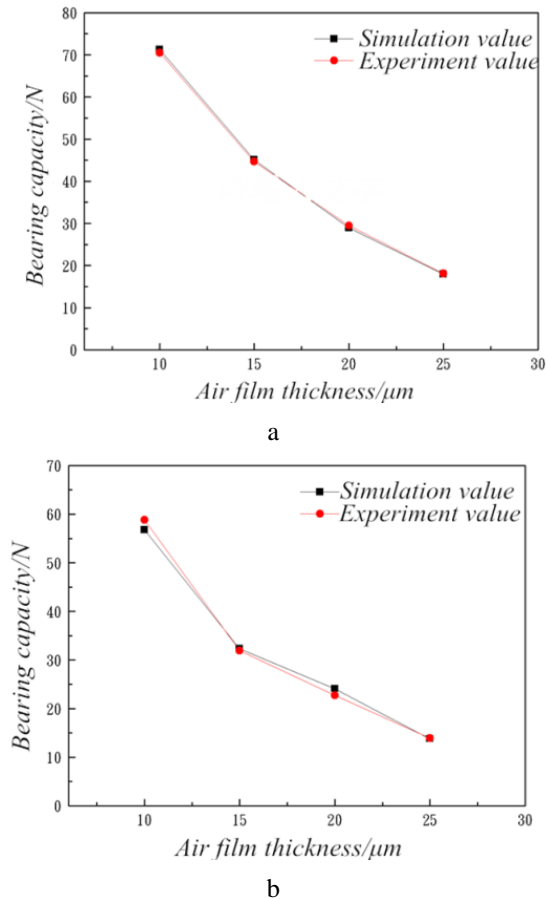 80
70
60
50
40
30
20
10
0
Bearing capacity/N
Simulation value
Experiment value
10 15 20 25 30
Air film thickness/μm
a
70
60
50
40
30
20
10
0
Bearing capacity/N
Simulation value
Experiment value
10 15 20 25 30
Air film thickness/μm
b